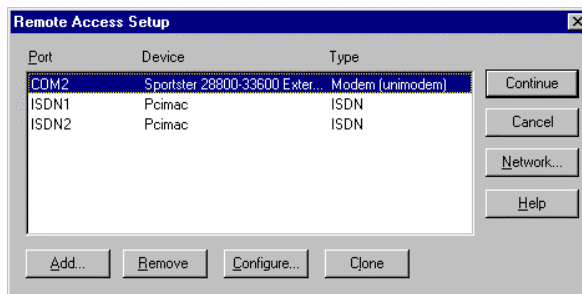 Remote Access Setup
Port Device Type
COM2 Sportster 28800-33600 Exter... Modem (unimodem)
ISDN1 Pcimac ISDN
ISDN2 Pcimac ISDN
Continue
Cancel
Network...
Help
Add... Remove Configure... Clone